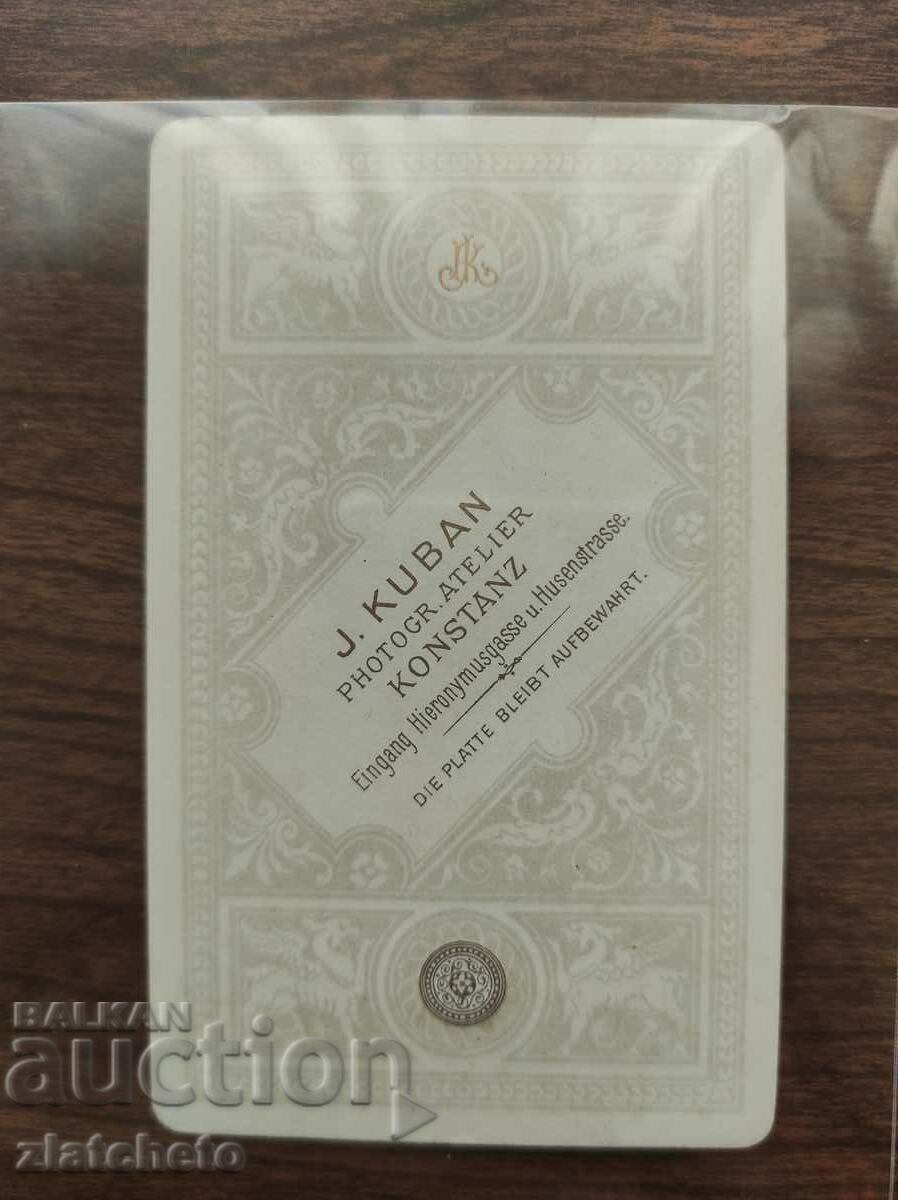 JK
J. KUBAN
PHOTOGR. ATELIER
KONSTANZ
Eingang Hieronymusgasse u. Husenstrasse.
DIE PLATTE BLEIBT AUFBEWAHRT.
BALKAN
auction
zlatcheto